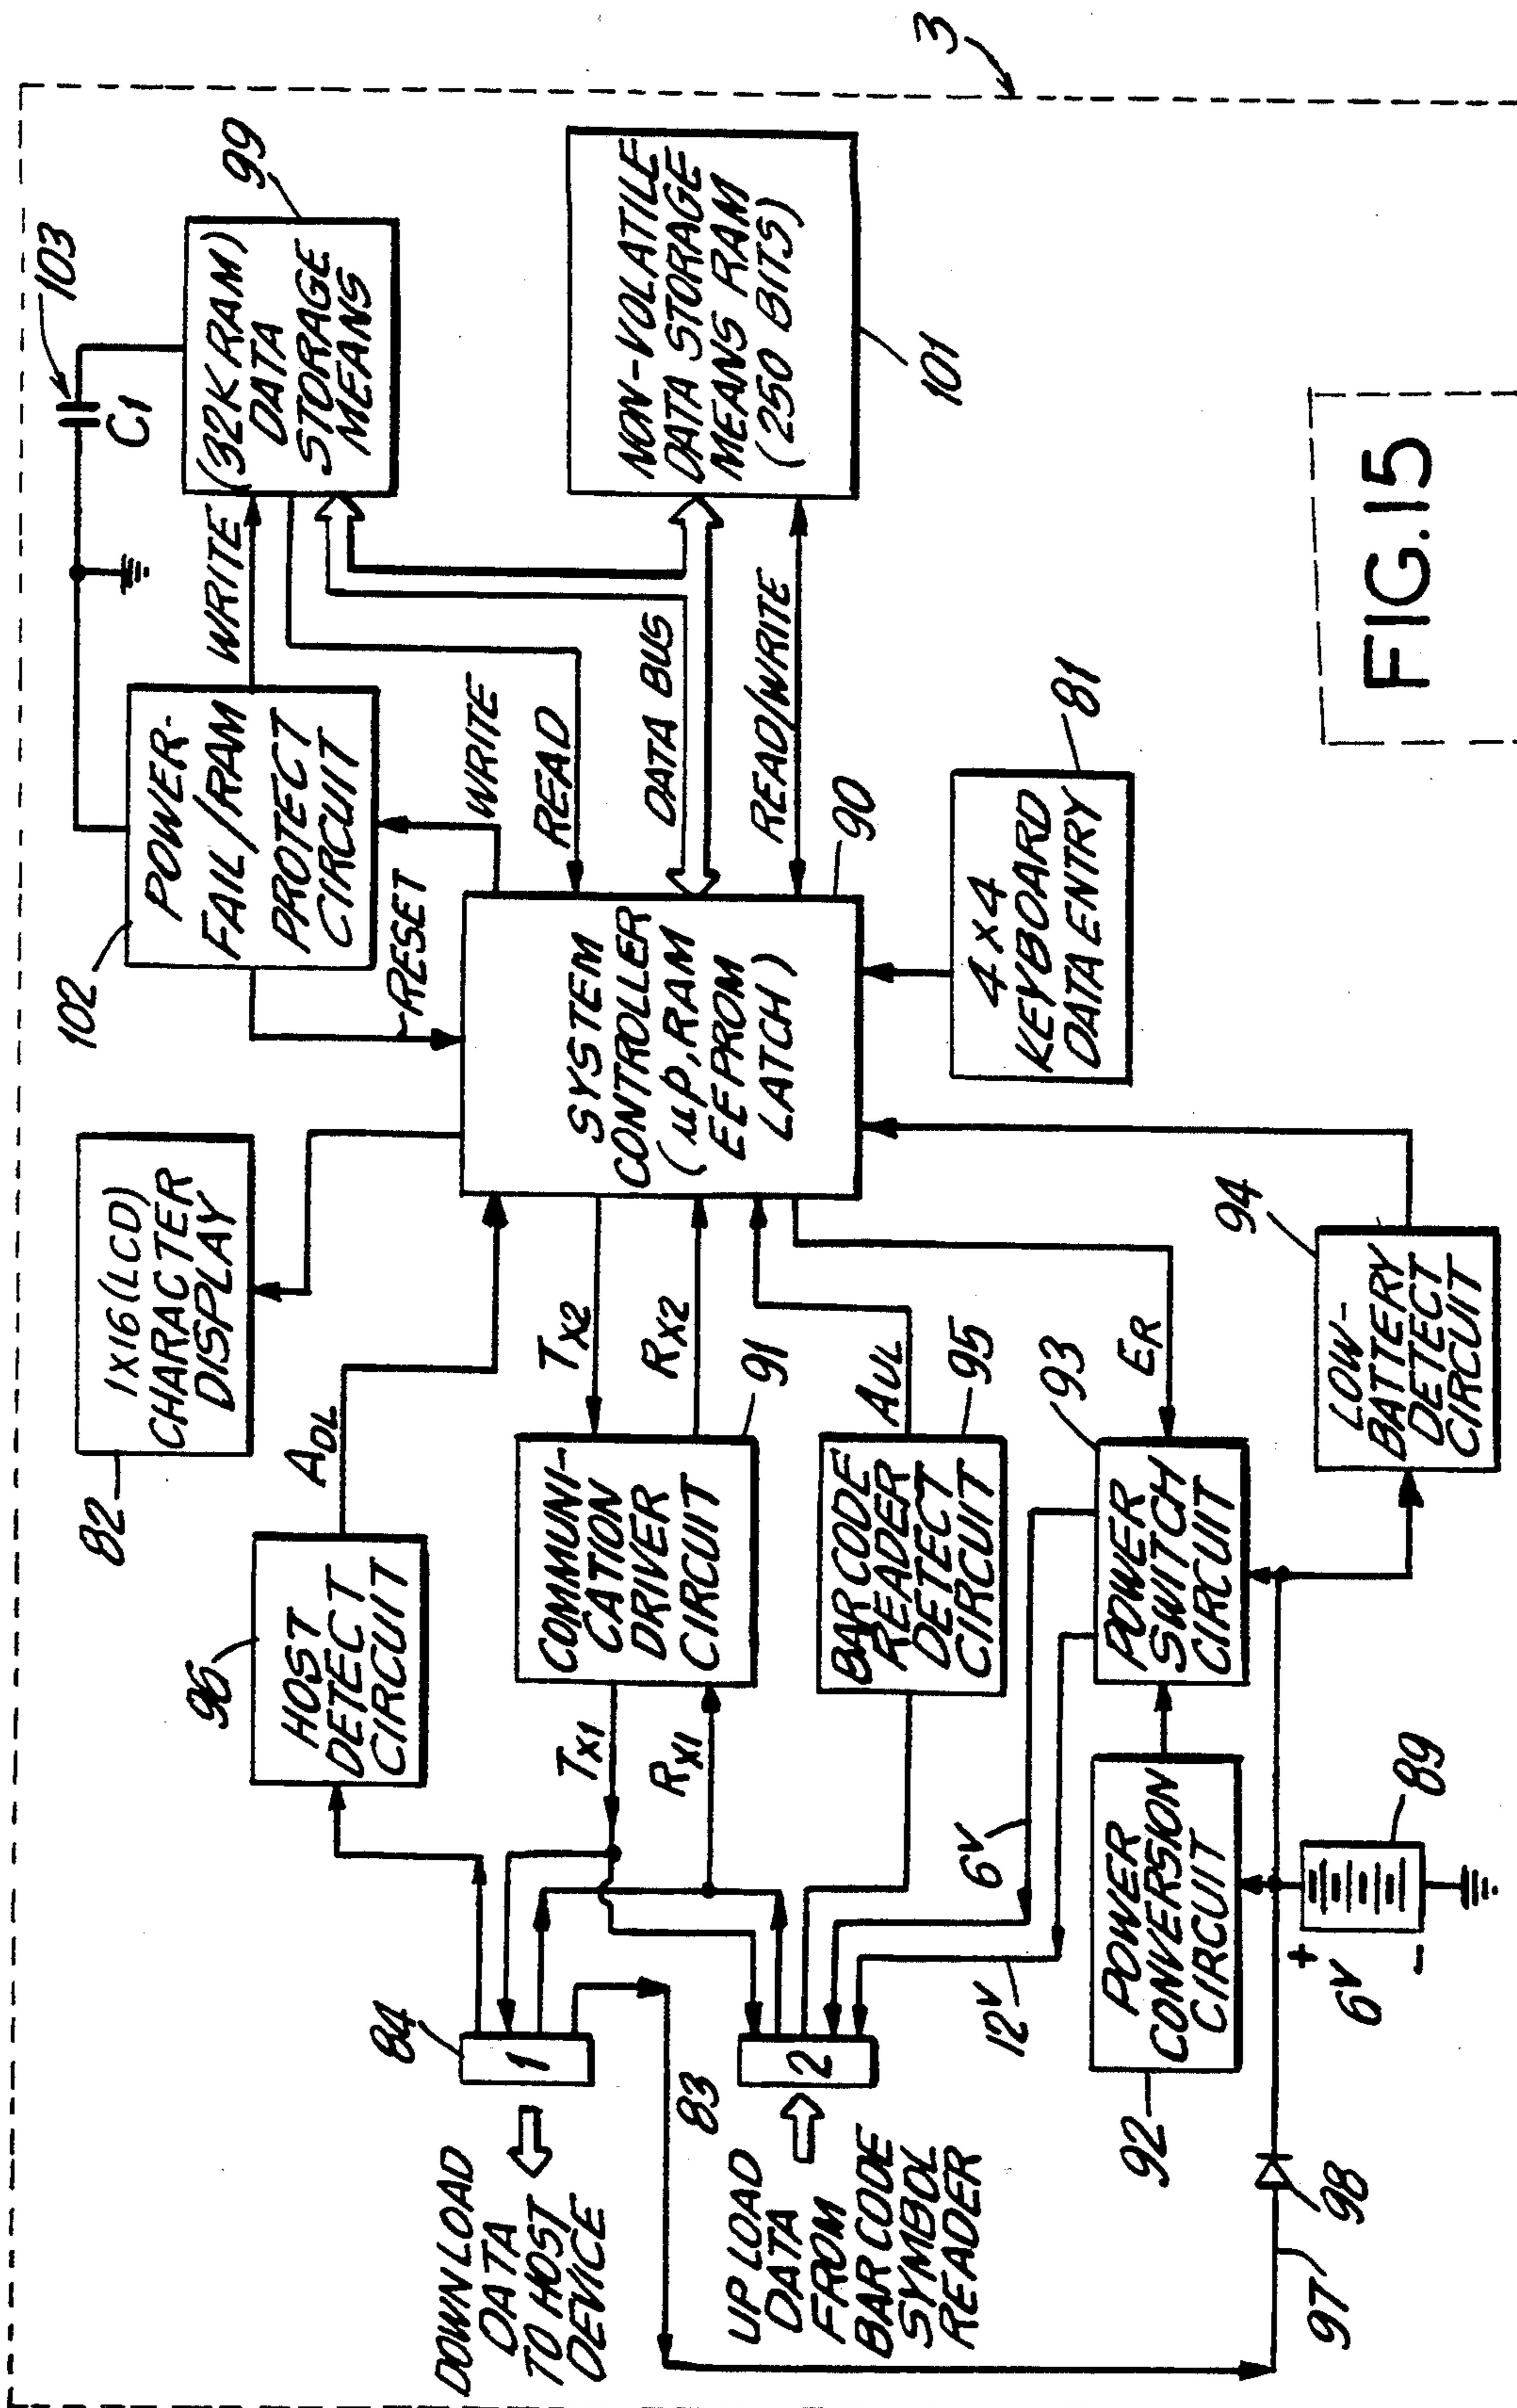 3
103
C1
99
(32K RAM)
DATA
STORAGE
MEANS
NON-VOLATILE
DATA STORAGE
MEANS RAM
(250 BITS)
101
WRITE
102
POWER-
FAIL/RAM
PROTECT
CIRCUIT
RESET
WRITE
READ
DATA BUS
READ/WRITE
90
SYSTEM
CONTROLLER
(μP, RAM
EEPROM
LATCH)
4x4
KEYBOARD
DATA ENTRY
81
82
1X16 (LCD)
CHARACTER
DISPLAY
ADL
96
HOST
DETECT
CIRCUIT
TX2
RX2
91
COMMUNI-
CATION
DRIVER
CIRCUIT
TX1
RX1
AUL
95
BAR CODE
READER
DETECT
CIRCUIT
ER
93
POWER
SWITCH
CIRCUIT
94
LOW-
BATTERY
DETECT
CIRCUIT
6V
12V
92
POWER
CONVERSION
CIRCUIT
89
+
6V
-
84
1
83
2
DOWN LOAD
DATA
TO HOST
DEVICE
UP LOAD
DATA
FROM
BAR CODE
SYMBOL
READER
97
98
FIG.15